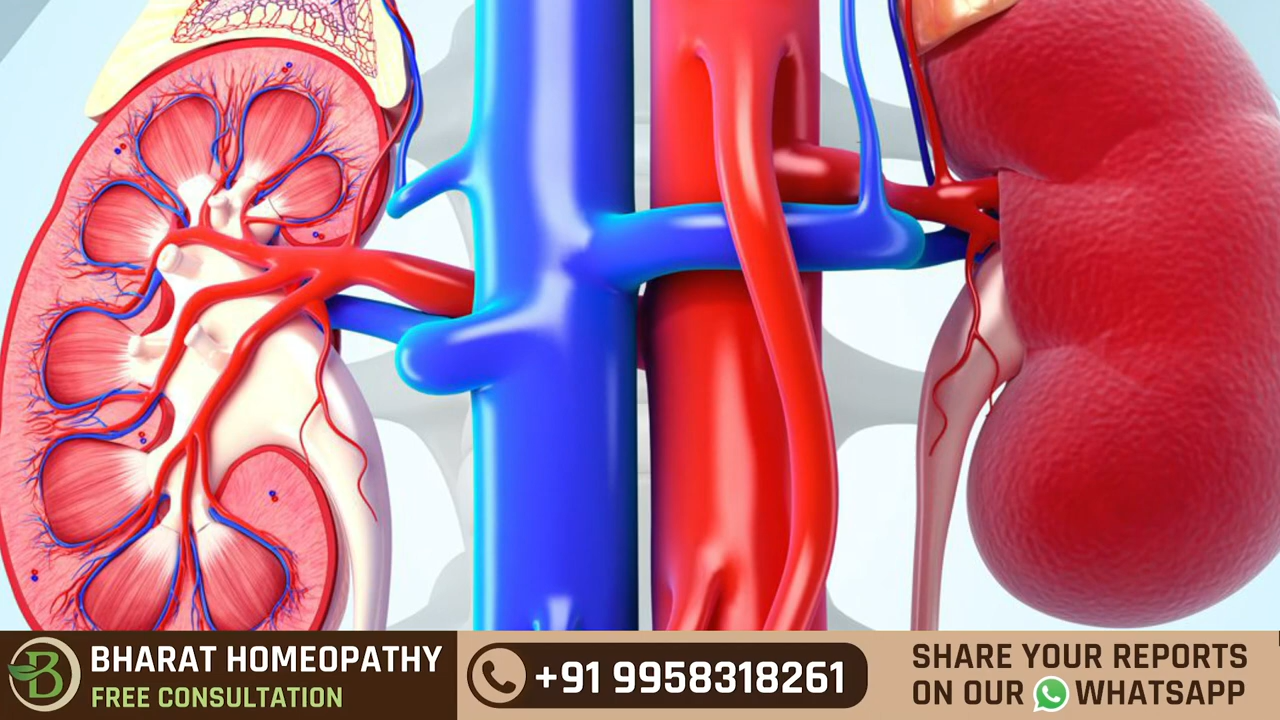 B
BHARAT HOMEOPATHY
FREE CONSULTATION
+91 9958318261
SHARE YOUR REPORTS
ON OUR WHATSAPP